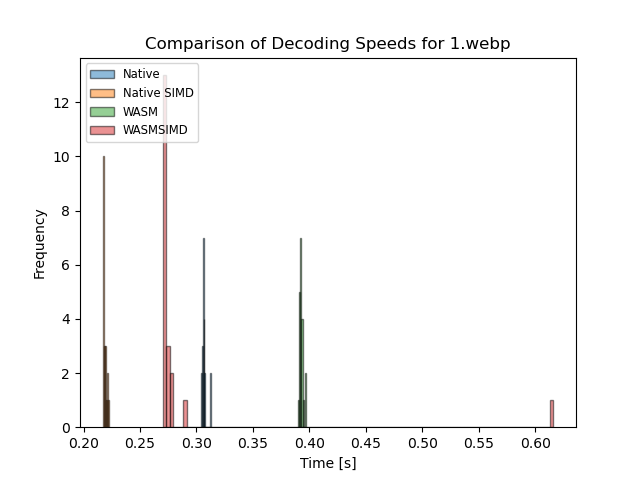 Comparison of Decoding Speeds for 1.webp
Native
Native SIMD
WASM
WASMSIMD
12
10
8
6
4
2
0
Frequency
0.20 0.25 0.30 0.35 0.40 0.45 0.50 0.55 0.60
Time [s]